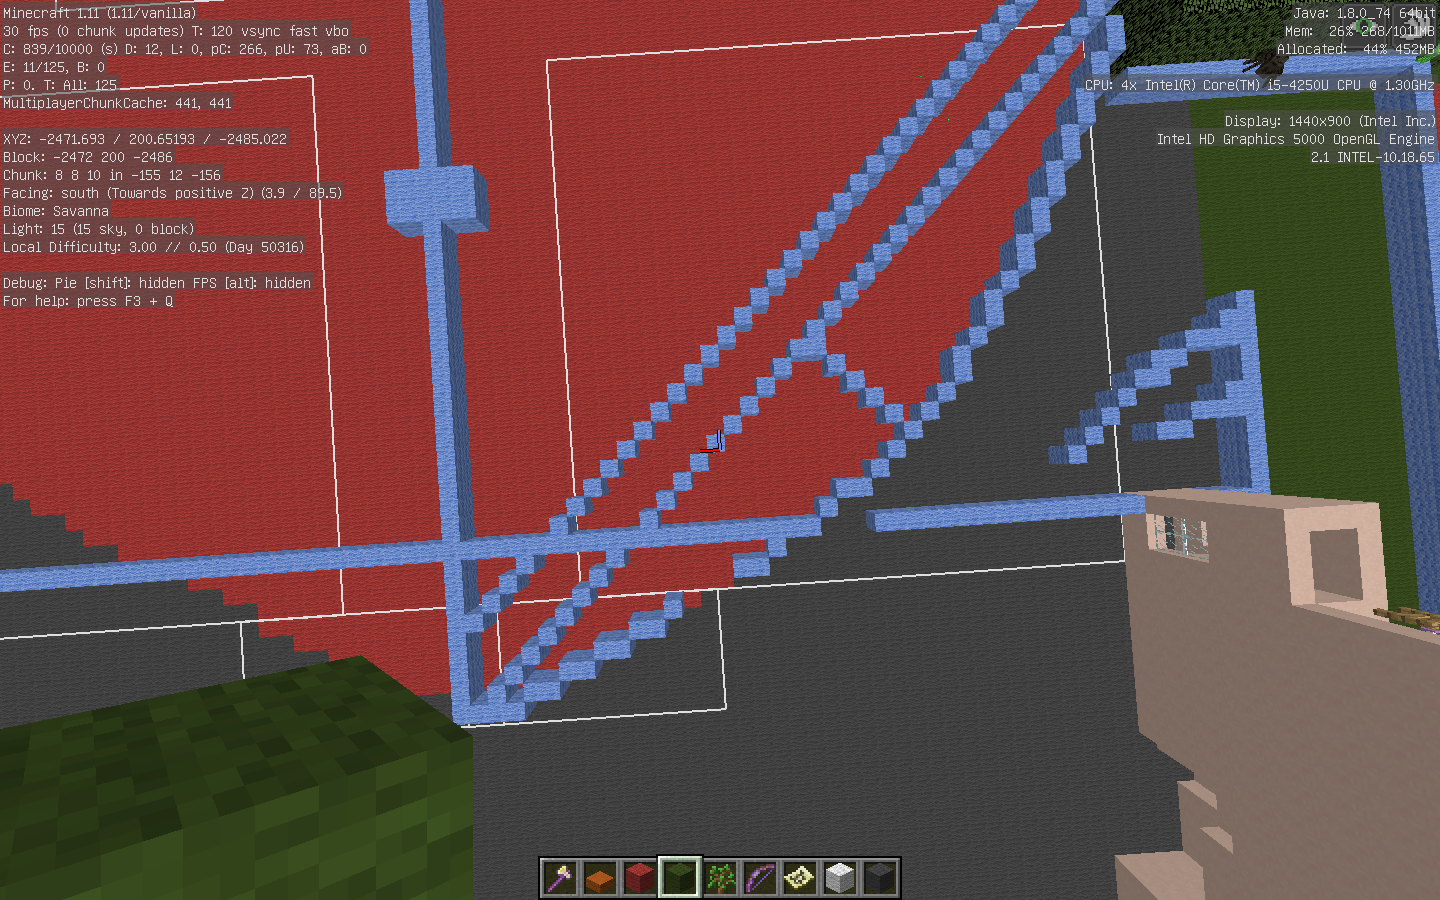 Minecraft 1.11 (1.11/vanilla)
30 fps (0 chunk updates) T: 120 vsync fast vbo
C: 839/10000 (s) D: 12, L: 0, pC: 266, pU: 73, aB: 0
E: 11/125, B: 0
P: 0. T: All: 125
MultiplayerChunkCache: 441, 441
XYZ: -2471.693 / 200.65193 / -2485.022
Block: -2472 200 -2486
Chunk: 8 8 10 in -155 12 -156
Facing: south (Towards positive Z) (3.9 / 89.5)
Biome: Savanna
Light: 15 (15 sky, 0 block)
Local Difficulty: 3.00 // 0.50 (Day 50316)
Debug: Pie [shift]: hidden FPS [alt]: hidden
For help: press F3 + Q
Java: 1.8.0_74 64bit
Mem: 26% 268/1011MB
Allocated: 44% 452MB
CPU: 4x Intel(R) Core(TM) i5-4250U CPU @ 1.30GHz
Display: 1440x900 (Intel Inc.)
Intel HD Graphics 5000 OpenGL Engine
2.1 INTEL-10.18.65